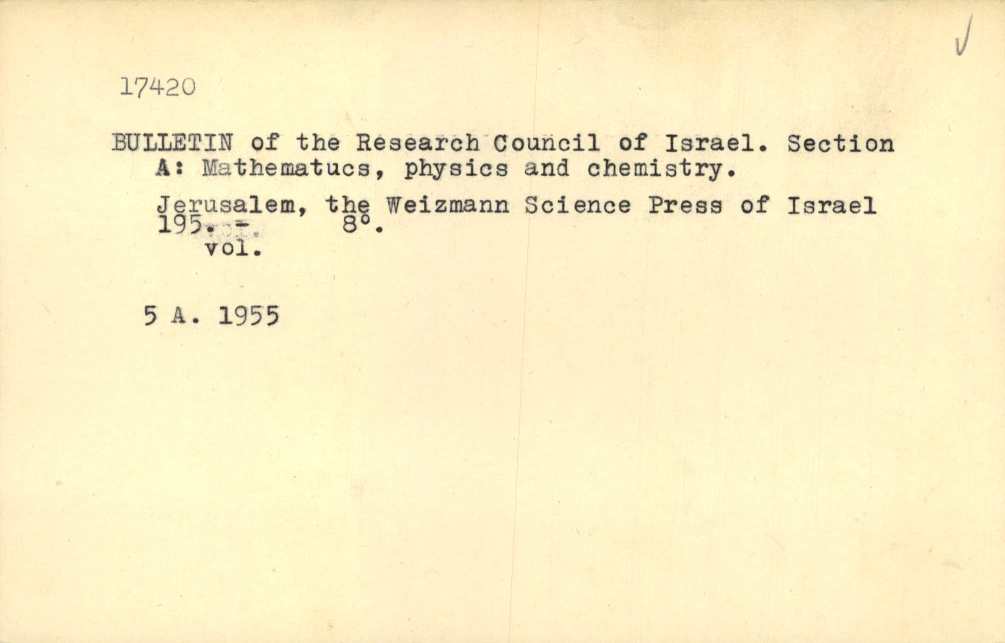 17420
BULLETIN of the Research Council of Israel. Section
A: Mathematucs, physics and chemistry.
Jerusalem, the Weizmann Science Press of Israel
195. -. 8°.
vol.
5 A. 1955